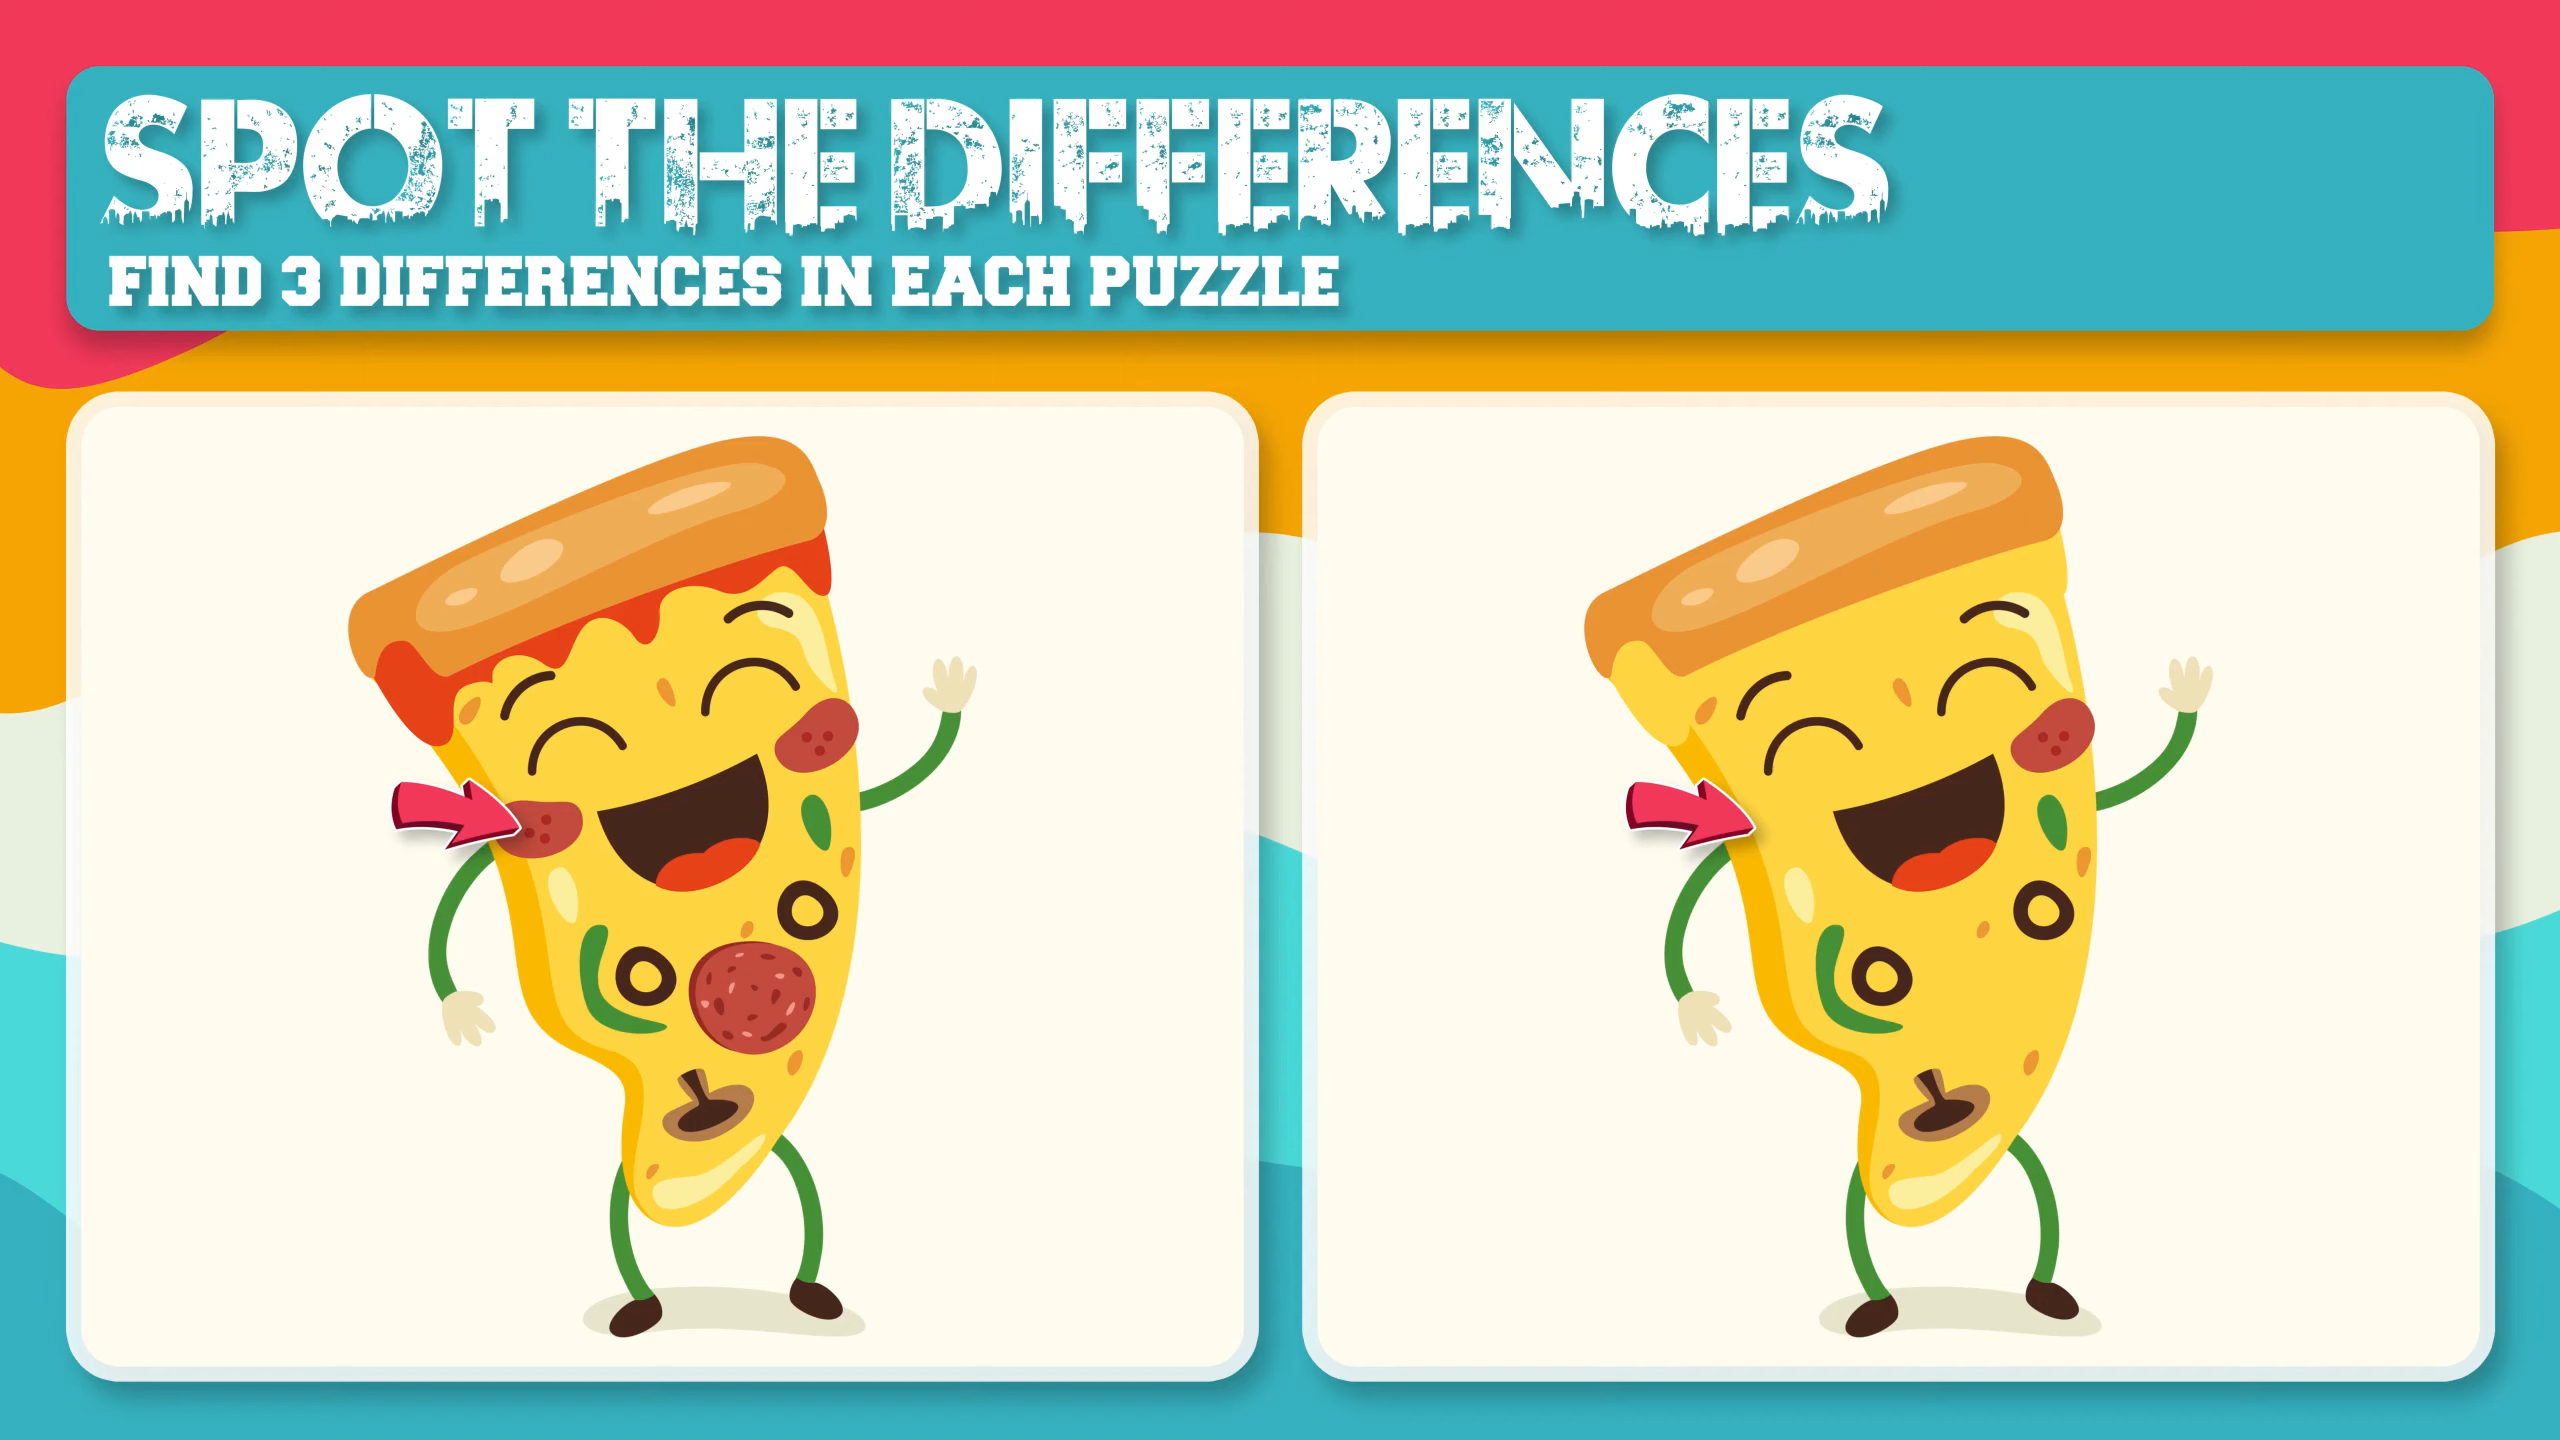 SPOT THE DIFFERENCES
FIND 3 DIFFERENCES IN EACH PUZZLE